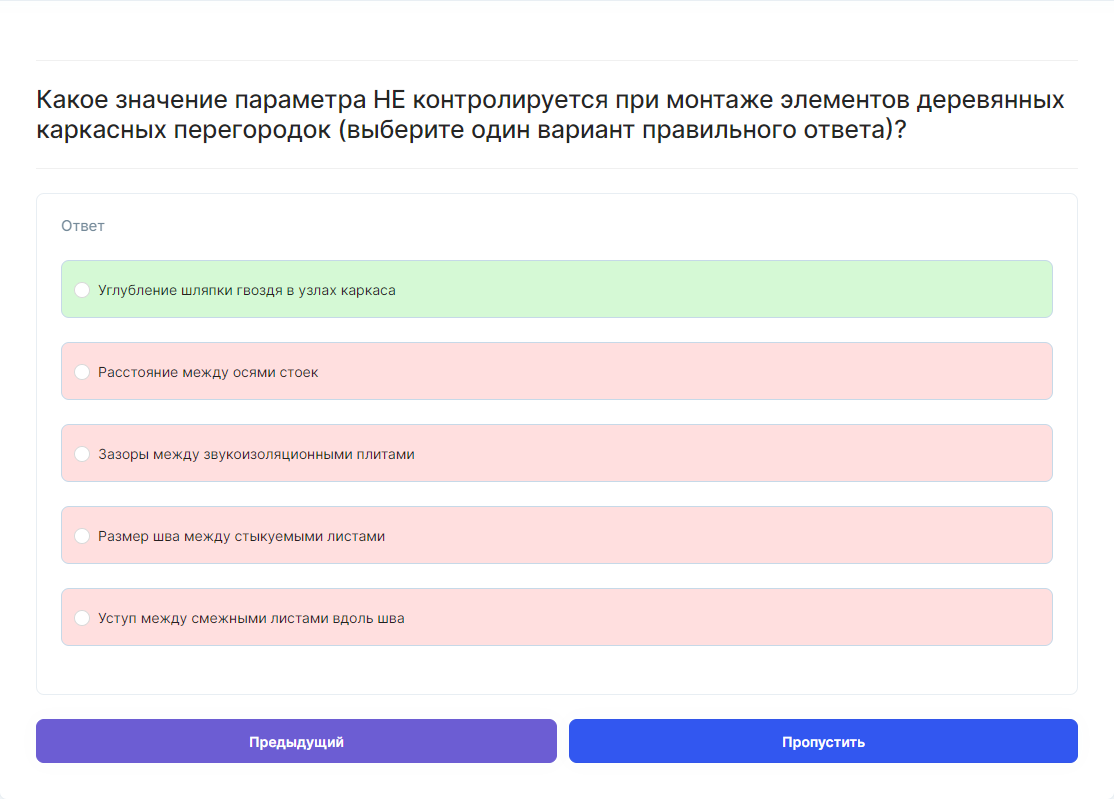 Какое значение параметра НЕ контролируется при монтаже элементов деревянных
каркасных перегородок (выберите один вариант правильного ответа)?
Ответ
Углубление шляпки гвоздя в узлах каркаса
Расстояние между осями стоек
Зазоры между звукоизоляционными плитами
Размер шва между стыкуемыми листами
Уступ между смежными листами вдоль шва
Предыдущий
Пропустить